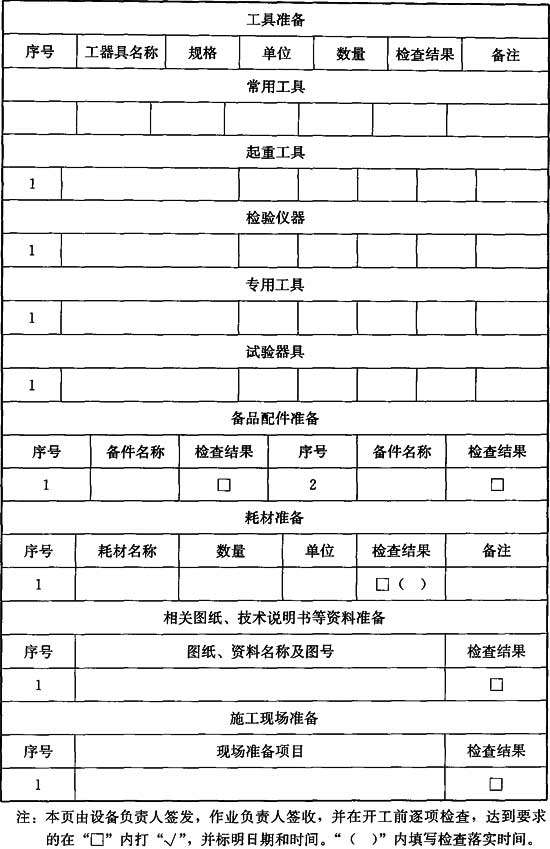 工具准备
序号 工器具名称 规格 单位 数量 检查结果 备注
常用工具
起重工具
1
检验仪器
1
专用工具
1
试验器具
1
备品配件准备
序号 备件名称 检查结果 序号 备件名称 检查结果
1 □ 2 □
耗材准备
序号 耗材名称 数量 单位 检查结果 备注
1 □（ ）
相关图纸、技术说明书等资料准备
序号 图纸、资料名称及图号 检查结果
1 □
施工现场准备
序号 现场准备项目 检查结果
1 □
注：本页由设备负责人签发，作业负责人签收，并在开工前逐项检查，达到要求
的在“□”内打“√”，并标明日期和时间。“（ ）”内填写检查落实时间。